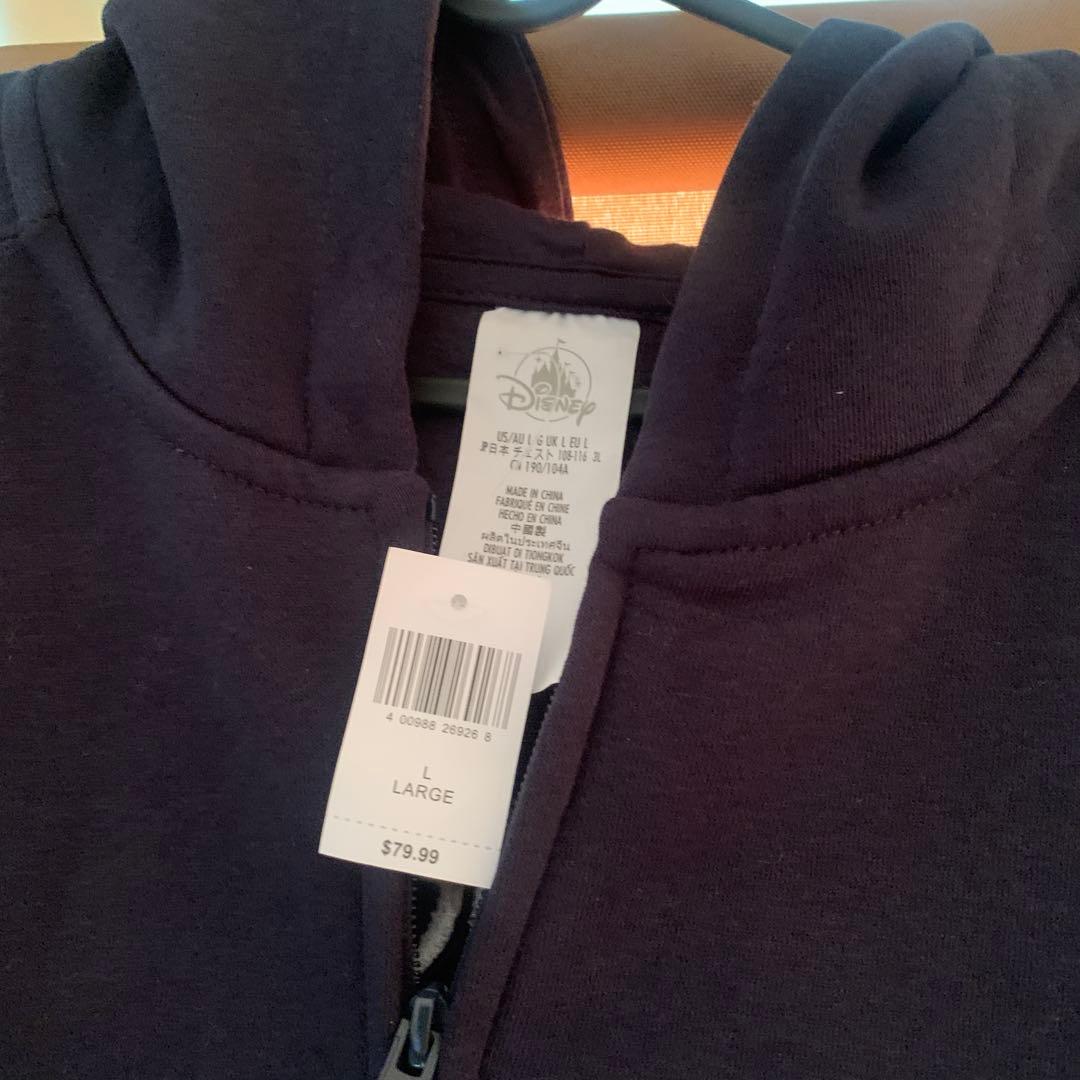 Disney
US/AU L/G UK L EU L
JP日本 チェスト 108-116 3L
CN 190/104A
MADE IN CHINA
FABRIQUÉ EN CHINE
HECHO EN CHINA
中國製
ผลิตในประเทศจีน
DIBUAT DI TIONGKOK
SẢN XUẤT TẠI TRUNG QUỐC
4 00988 26926 8
L
LARGE
$79.99